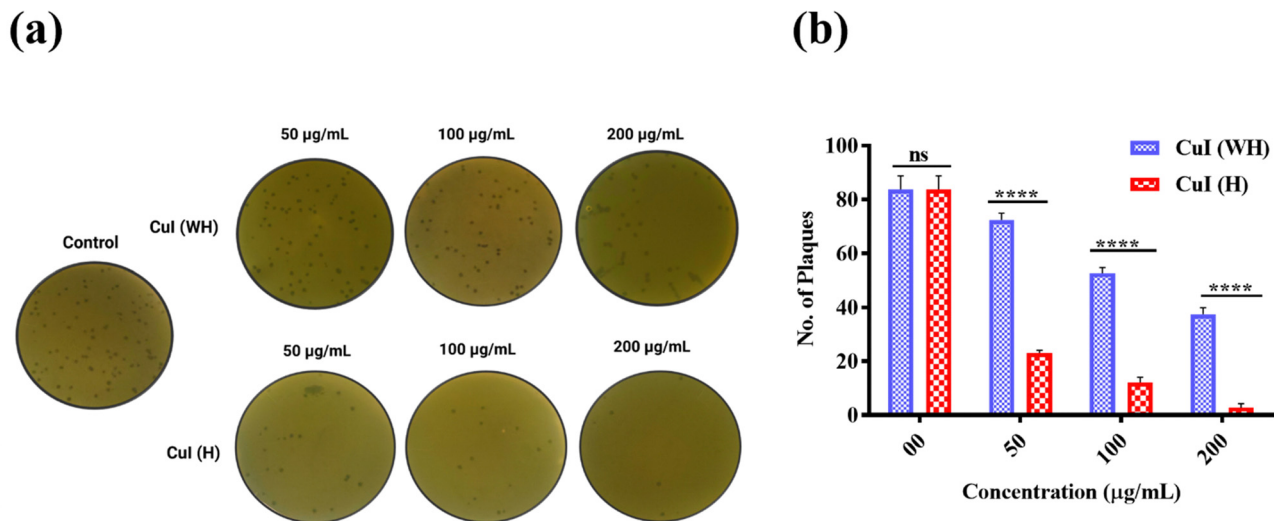 (a)
50 μg/mL
100 μg/mL
200 μg/mL
CuI (WH)
Control
50 μg/mL
100 μg/mL
200 μg/mL
CuI (H)
(b)
CuI (WH)
CuI (H)
No. of Plaques
100
80
60
40
20
0
ns
****
****
****
00
50
100
200
Concentration (μg/mL)